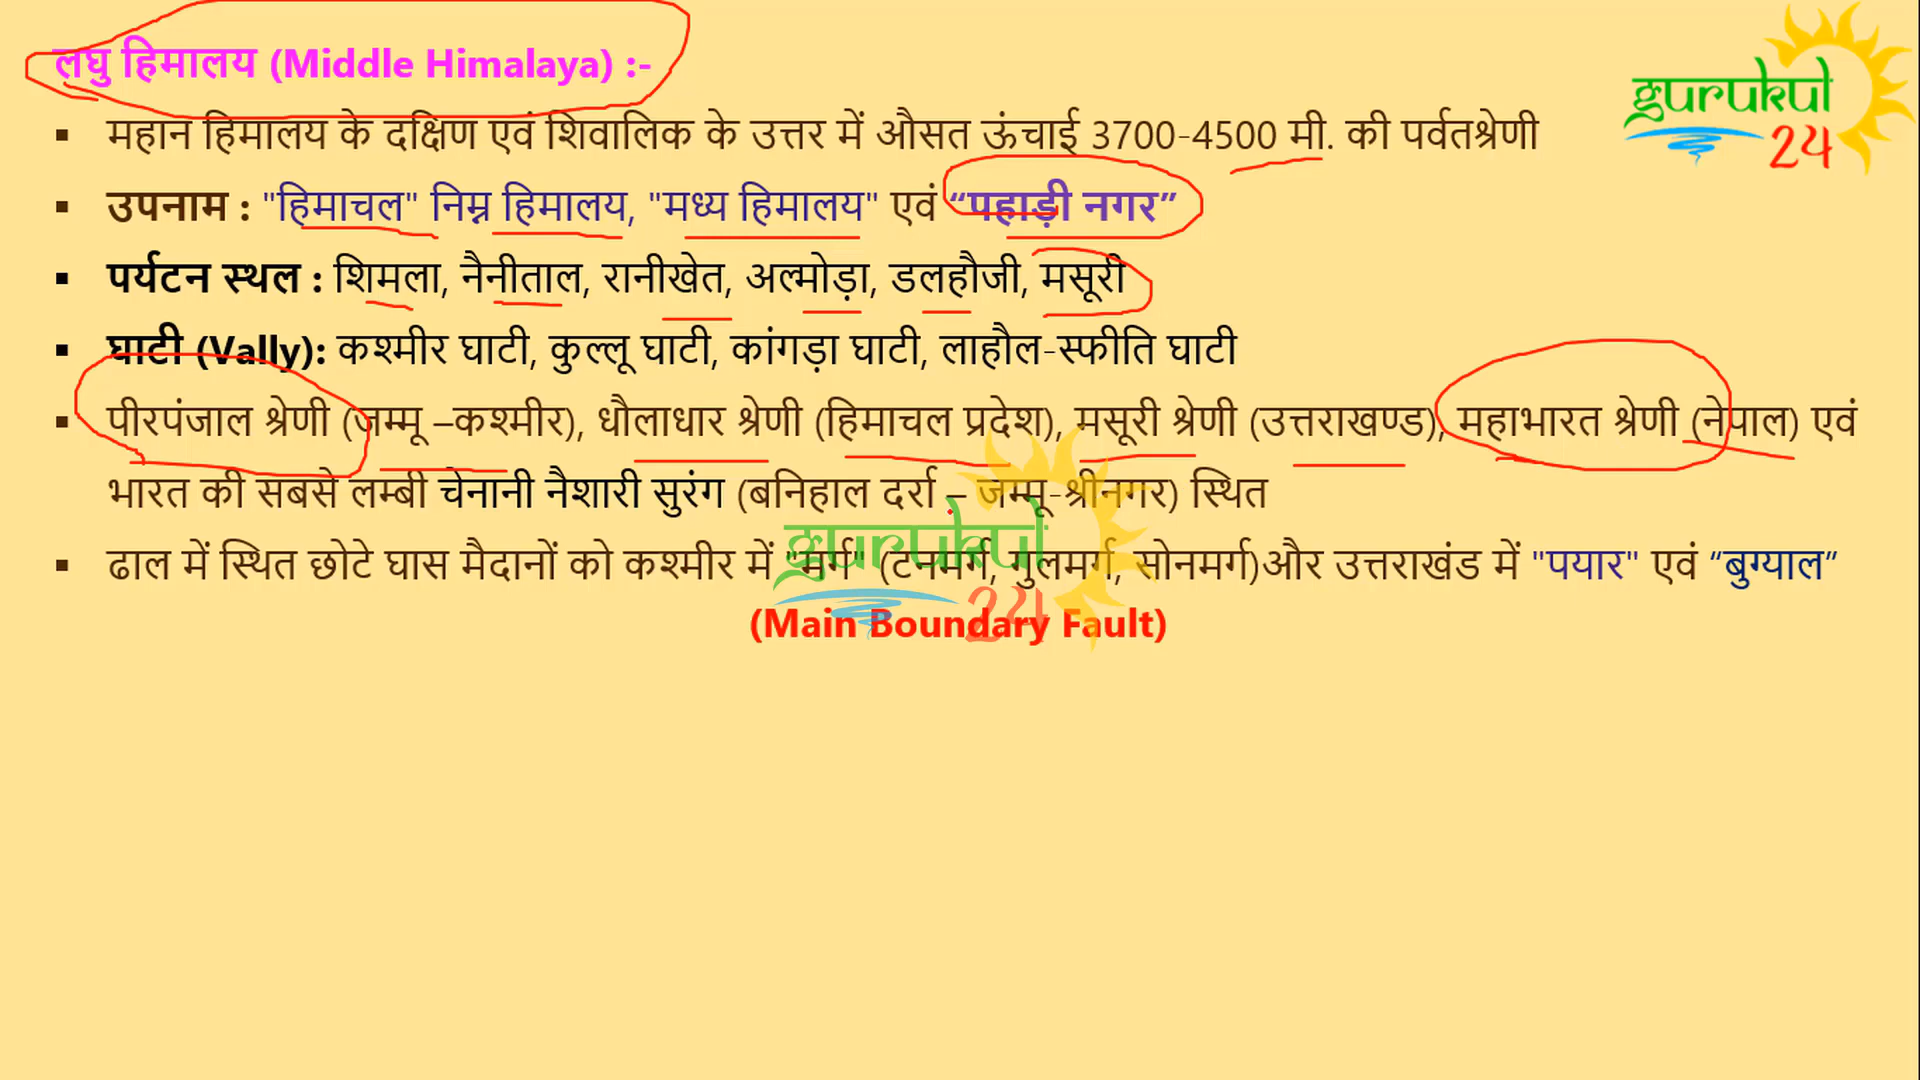 लघु हिमालय (Middle Himalaya) :-
gurukul
24
▪ महान हिमालय के दक्षिण एवं शिवालिक के उत्तर में औसत ऊंचाई 3700-4500 मी. की पर्वतश्रेणी
▪ उपनाम : "हिमाचल" निम्न हिमालय, "मध्य हिमालय" एवं “पहाड़ी नगर”
▪ पर्यटन स्थल : शिमला, नैनीताल, रानीखेत, अल्मोड़ा, डलहौजी, मसूरी
▪ घाटी (Vally): कश्मीर घाटी, कुल्लू घाटी, कांगड़ा घाटी, लाहौल-स्फीति घाटी
▪ पीरपंजाल श्रेणी (जम्मू –कश्मीर), धौलाधार श्रेणी (हिमाचल प्रदेश), मसूरी श्रेणी (उत्तराखण्ड), महाभारत श्रेणी (नेपाल) एवं
भारत की सबसे लम्बी चेनानी नैशारी सुरंग (बनिहाल दर्रा – जम्मू-श्रीनगर) स्थित
▪ ढाल में स्थित छोटे घास मैदानों को कश्मीर में "मर्ग" (टपमर्ग, गुलमर्ग, सोनमर्ग)और उत्तराखंड में "पयार" एवं “बुग्याल”
(Main Boundary Fault)
gurukul
24